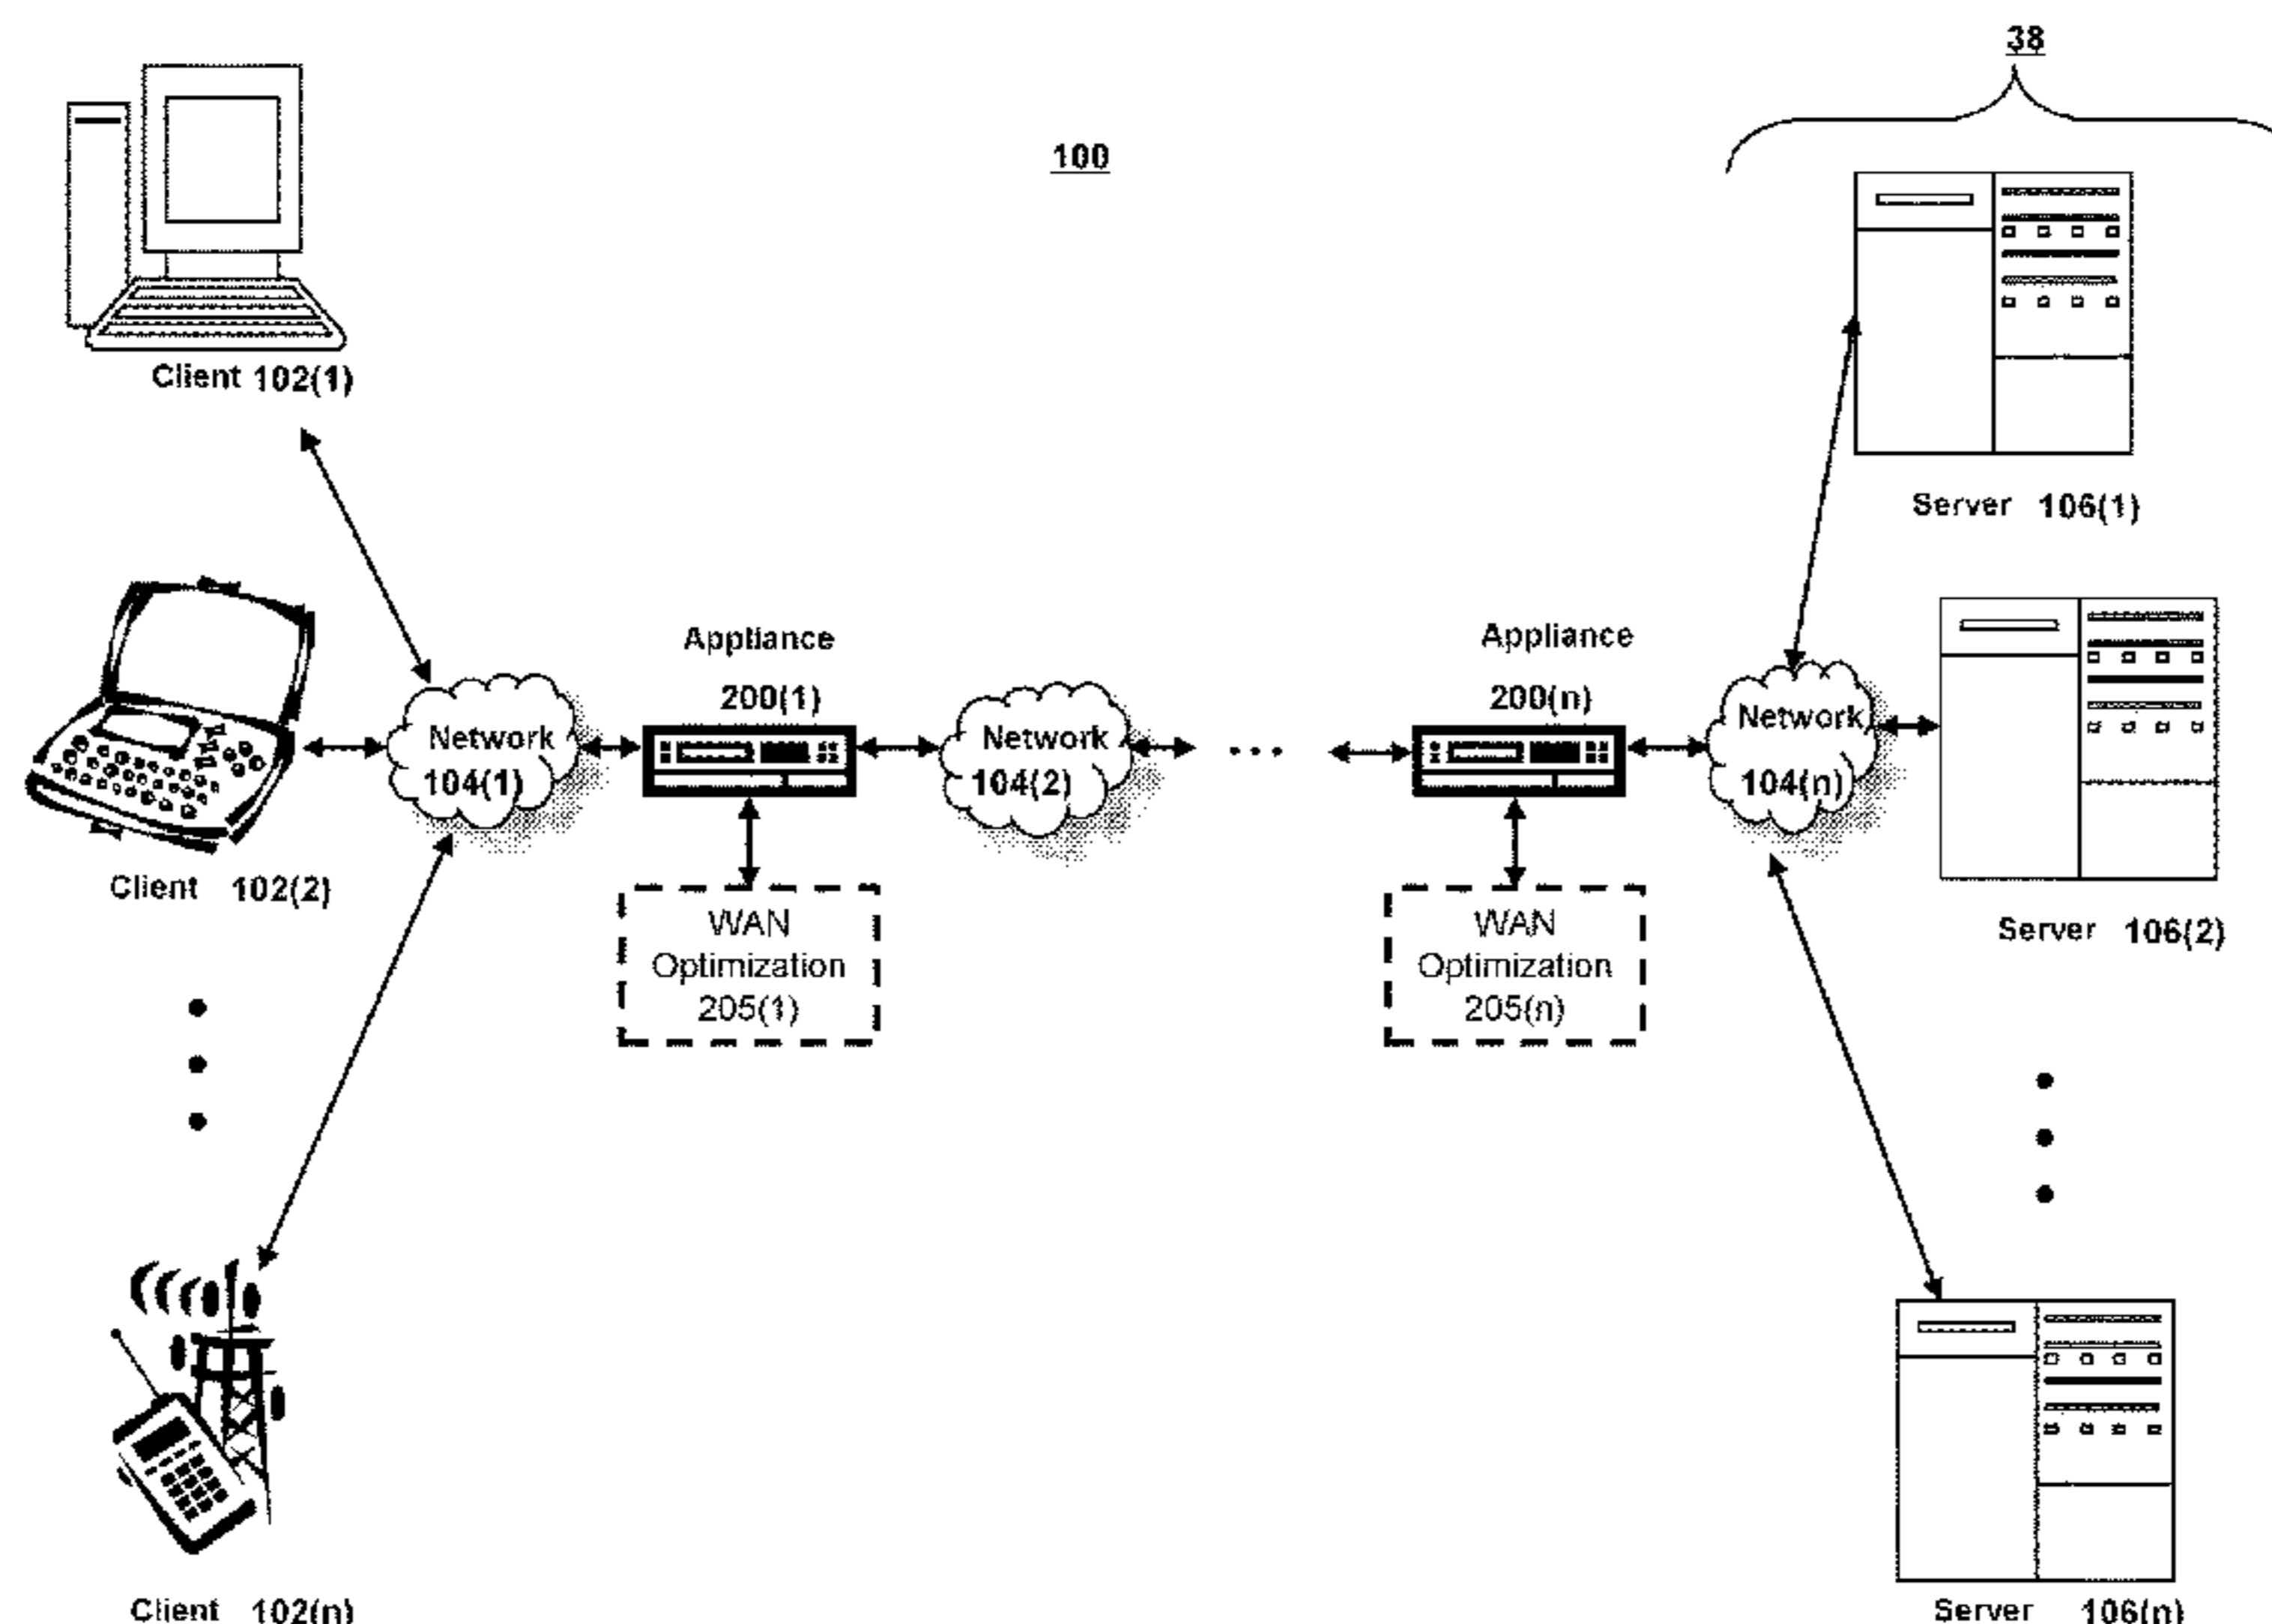 38
100
Client 102(1)
Server 106(1)
Appliance
200(1)
Appliance
200(n)
Network
104(1)
Network
104(2)
...
Network
104(n)
Client 102(2)
WAN
Optimization
205(1)
WAN
Optimization
205(n)
Server 106(2)
Client 102(n)
Server 106(n)